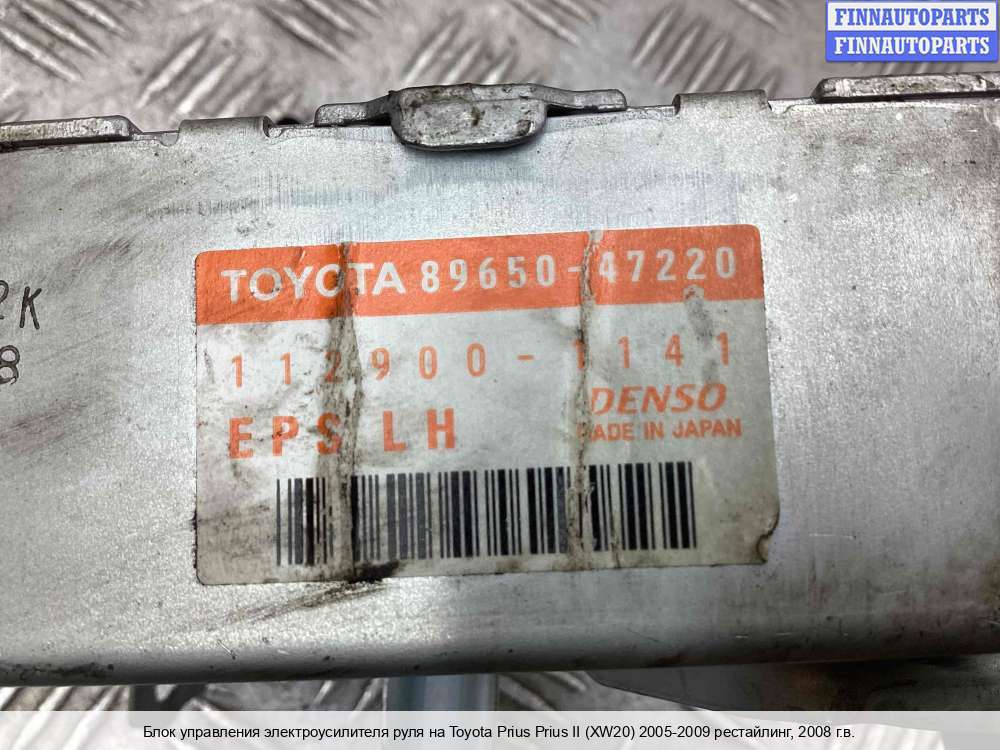 FINNAUTOPARTS
FINNAUTOPARTS
TOYOTA 89650-47220
112900-1141
EPS LH
DENSO
MADE IN JAPAN
K
8
Блок управления электроусилителя руля на Toyota Prius Prius II (XW20) 2005-2009 рестайлинг, 2008 г.в.